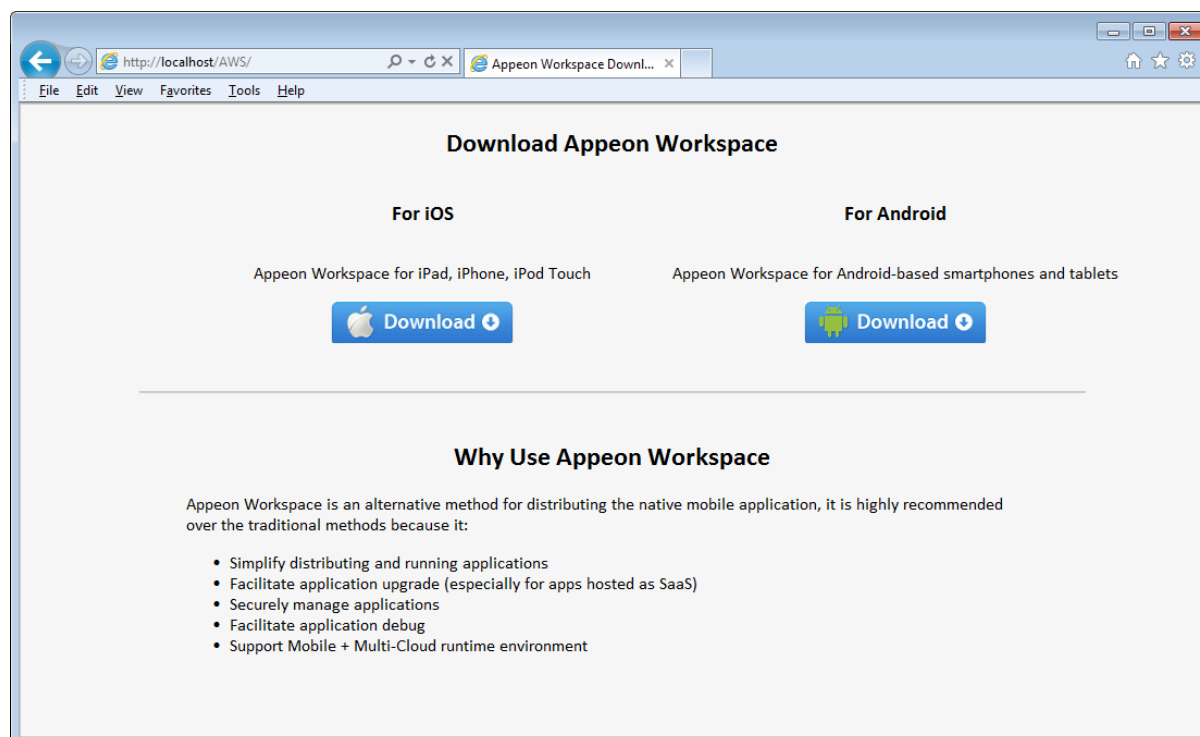 http://localhost/AWS/
Appeon Workspace Downl...
File Edit View Favorites Tools Help
Download Appeon Workspace
For iOS
For Android
Appeon Workspace for iPad, iPhone, iPod Touch
Appeon Workspace for Android-based smartphones and tablets
Download
Download
Why Use Appeon Workspace
Appeon Workspace is an alternative method for distributing the native mobile application, it is highly recommended
over the traditional methods because it:
• Simplify distributing and running applications
• Facilitate application upgrade (especially for apps hosted as SaaS)
• Securely manage applications
• Facilitate application debug
• Support Mobile + Multi-Cloud runtime environment